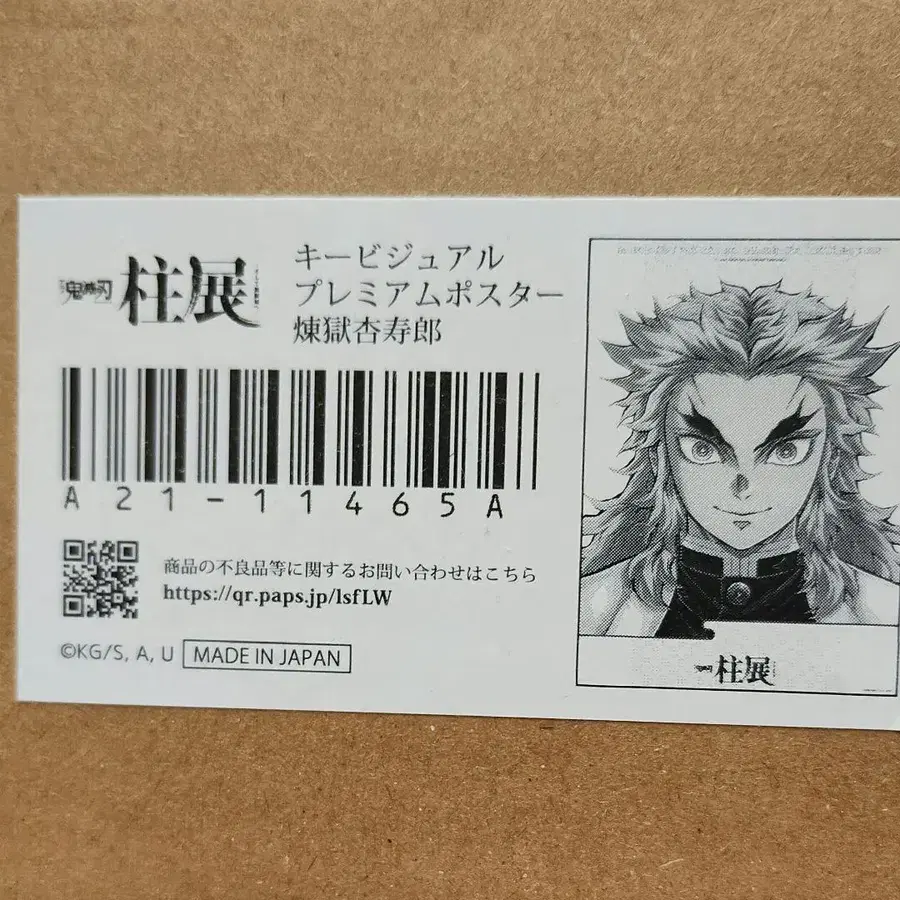 鬼滅の刃 柱展
キービジュアル
プレミアムポスター
煉獄杏寿郎
A21-11465A
商品の不良品等に関するお問い合わせはこちら
https://qr.paps.jp/lsfLW
©KG/S, A, U MADE IN JAPAN
柱展